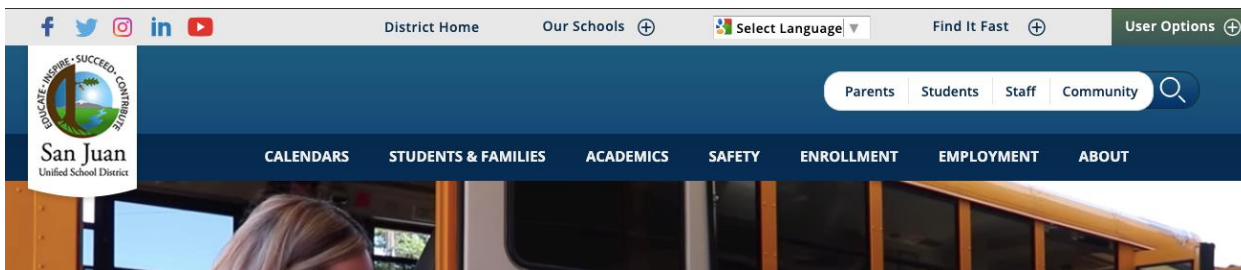 District Home Our Schools Select Language Find It Fast User Options
EDUCATE • INSPIRE • SUCCEED • CONTRIBUTE
San Juan
Unified School District
Parents Students Staff Community
CALENDARS STUDENTS & FAMILIES ACADEMICS SAFETY ENROLLMENT EMPLOYMENT ABOUT